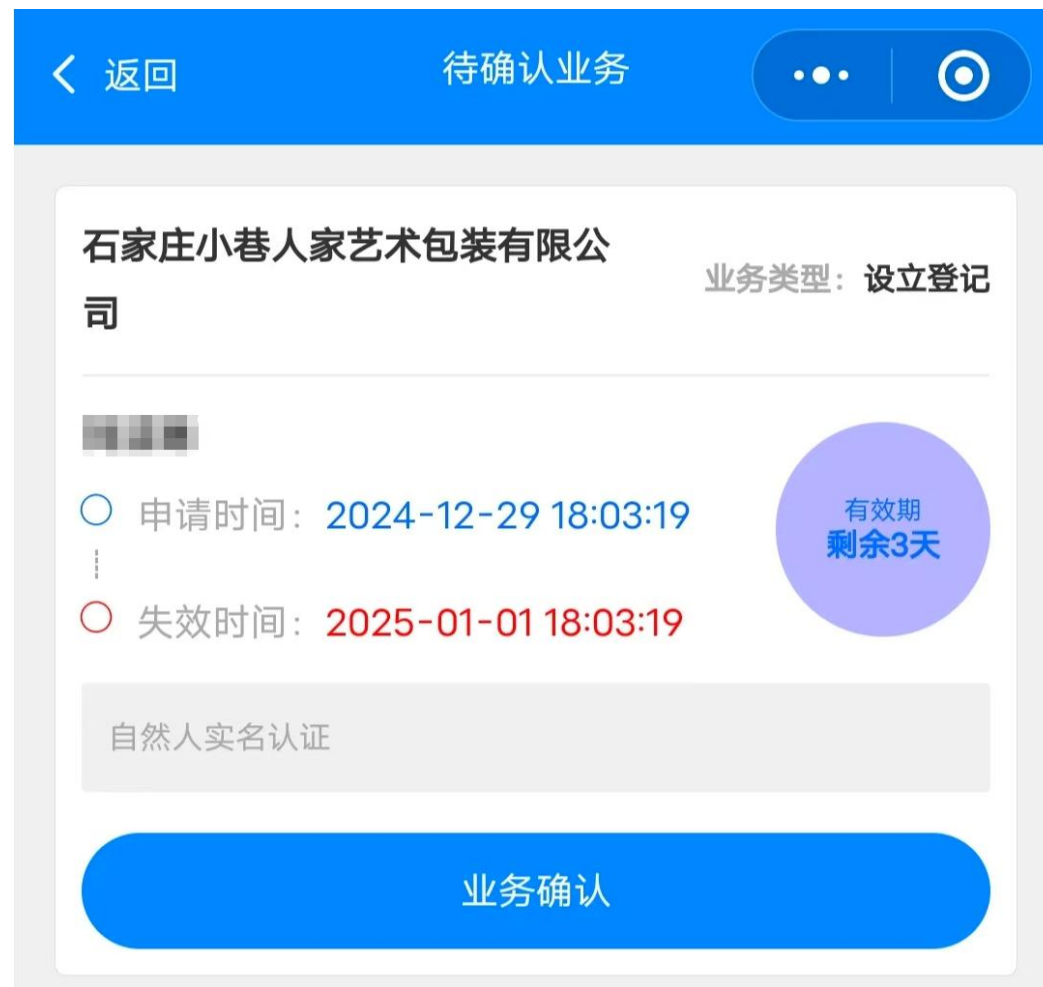 返回
待确认业务
石家庄小巷人家艺术包装有限公
司
业务类型：设立登记
申请时间：2024-12-29 18:03:19
有效期
剩余3天
失效时间：2025-01-01 18:03:19
自然人实名认证
业务确认